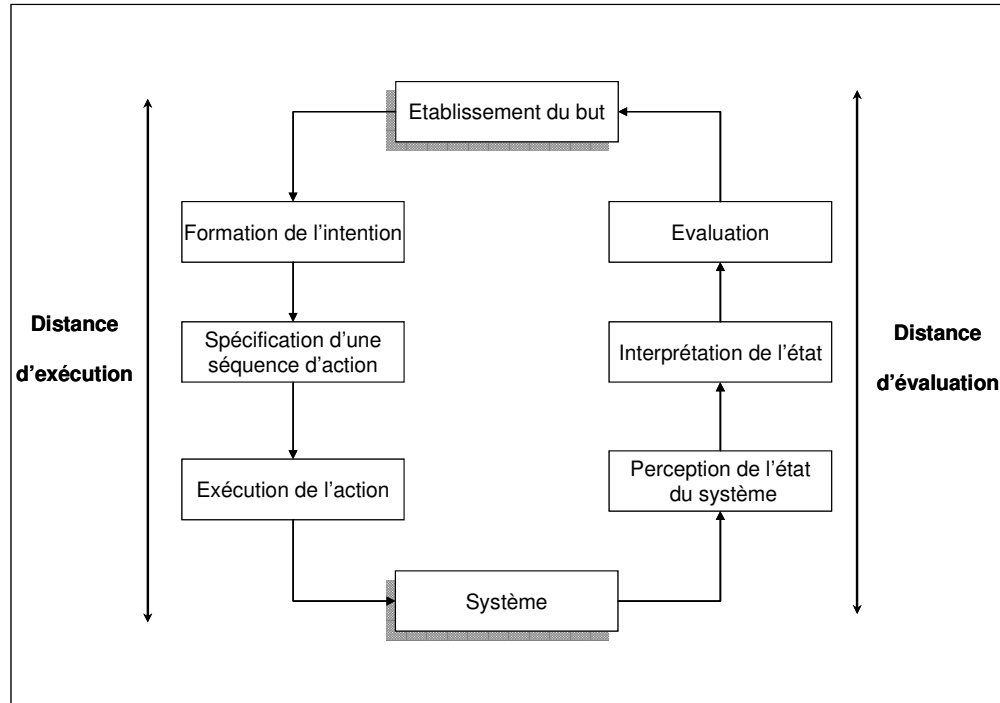 Etablissement du but
Formation de l'intention
Evaluation
Distance
d'exécution
Spécification d'une
séquence d'action
Interprétation de l'état
Distance
d'évaluation
Exécution de l'action
Perception de l'état
du système
Système